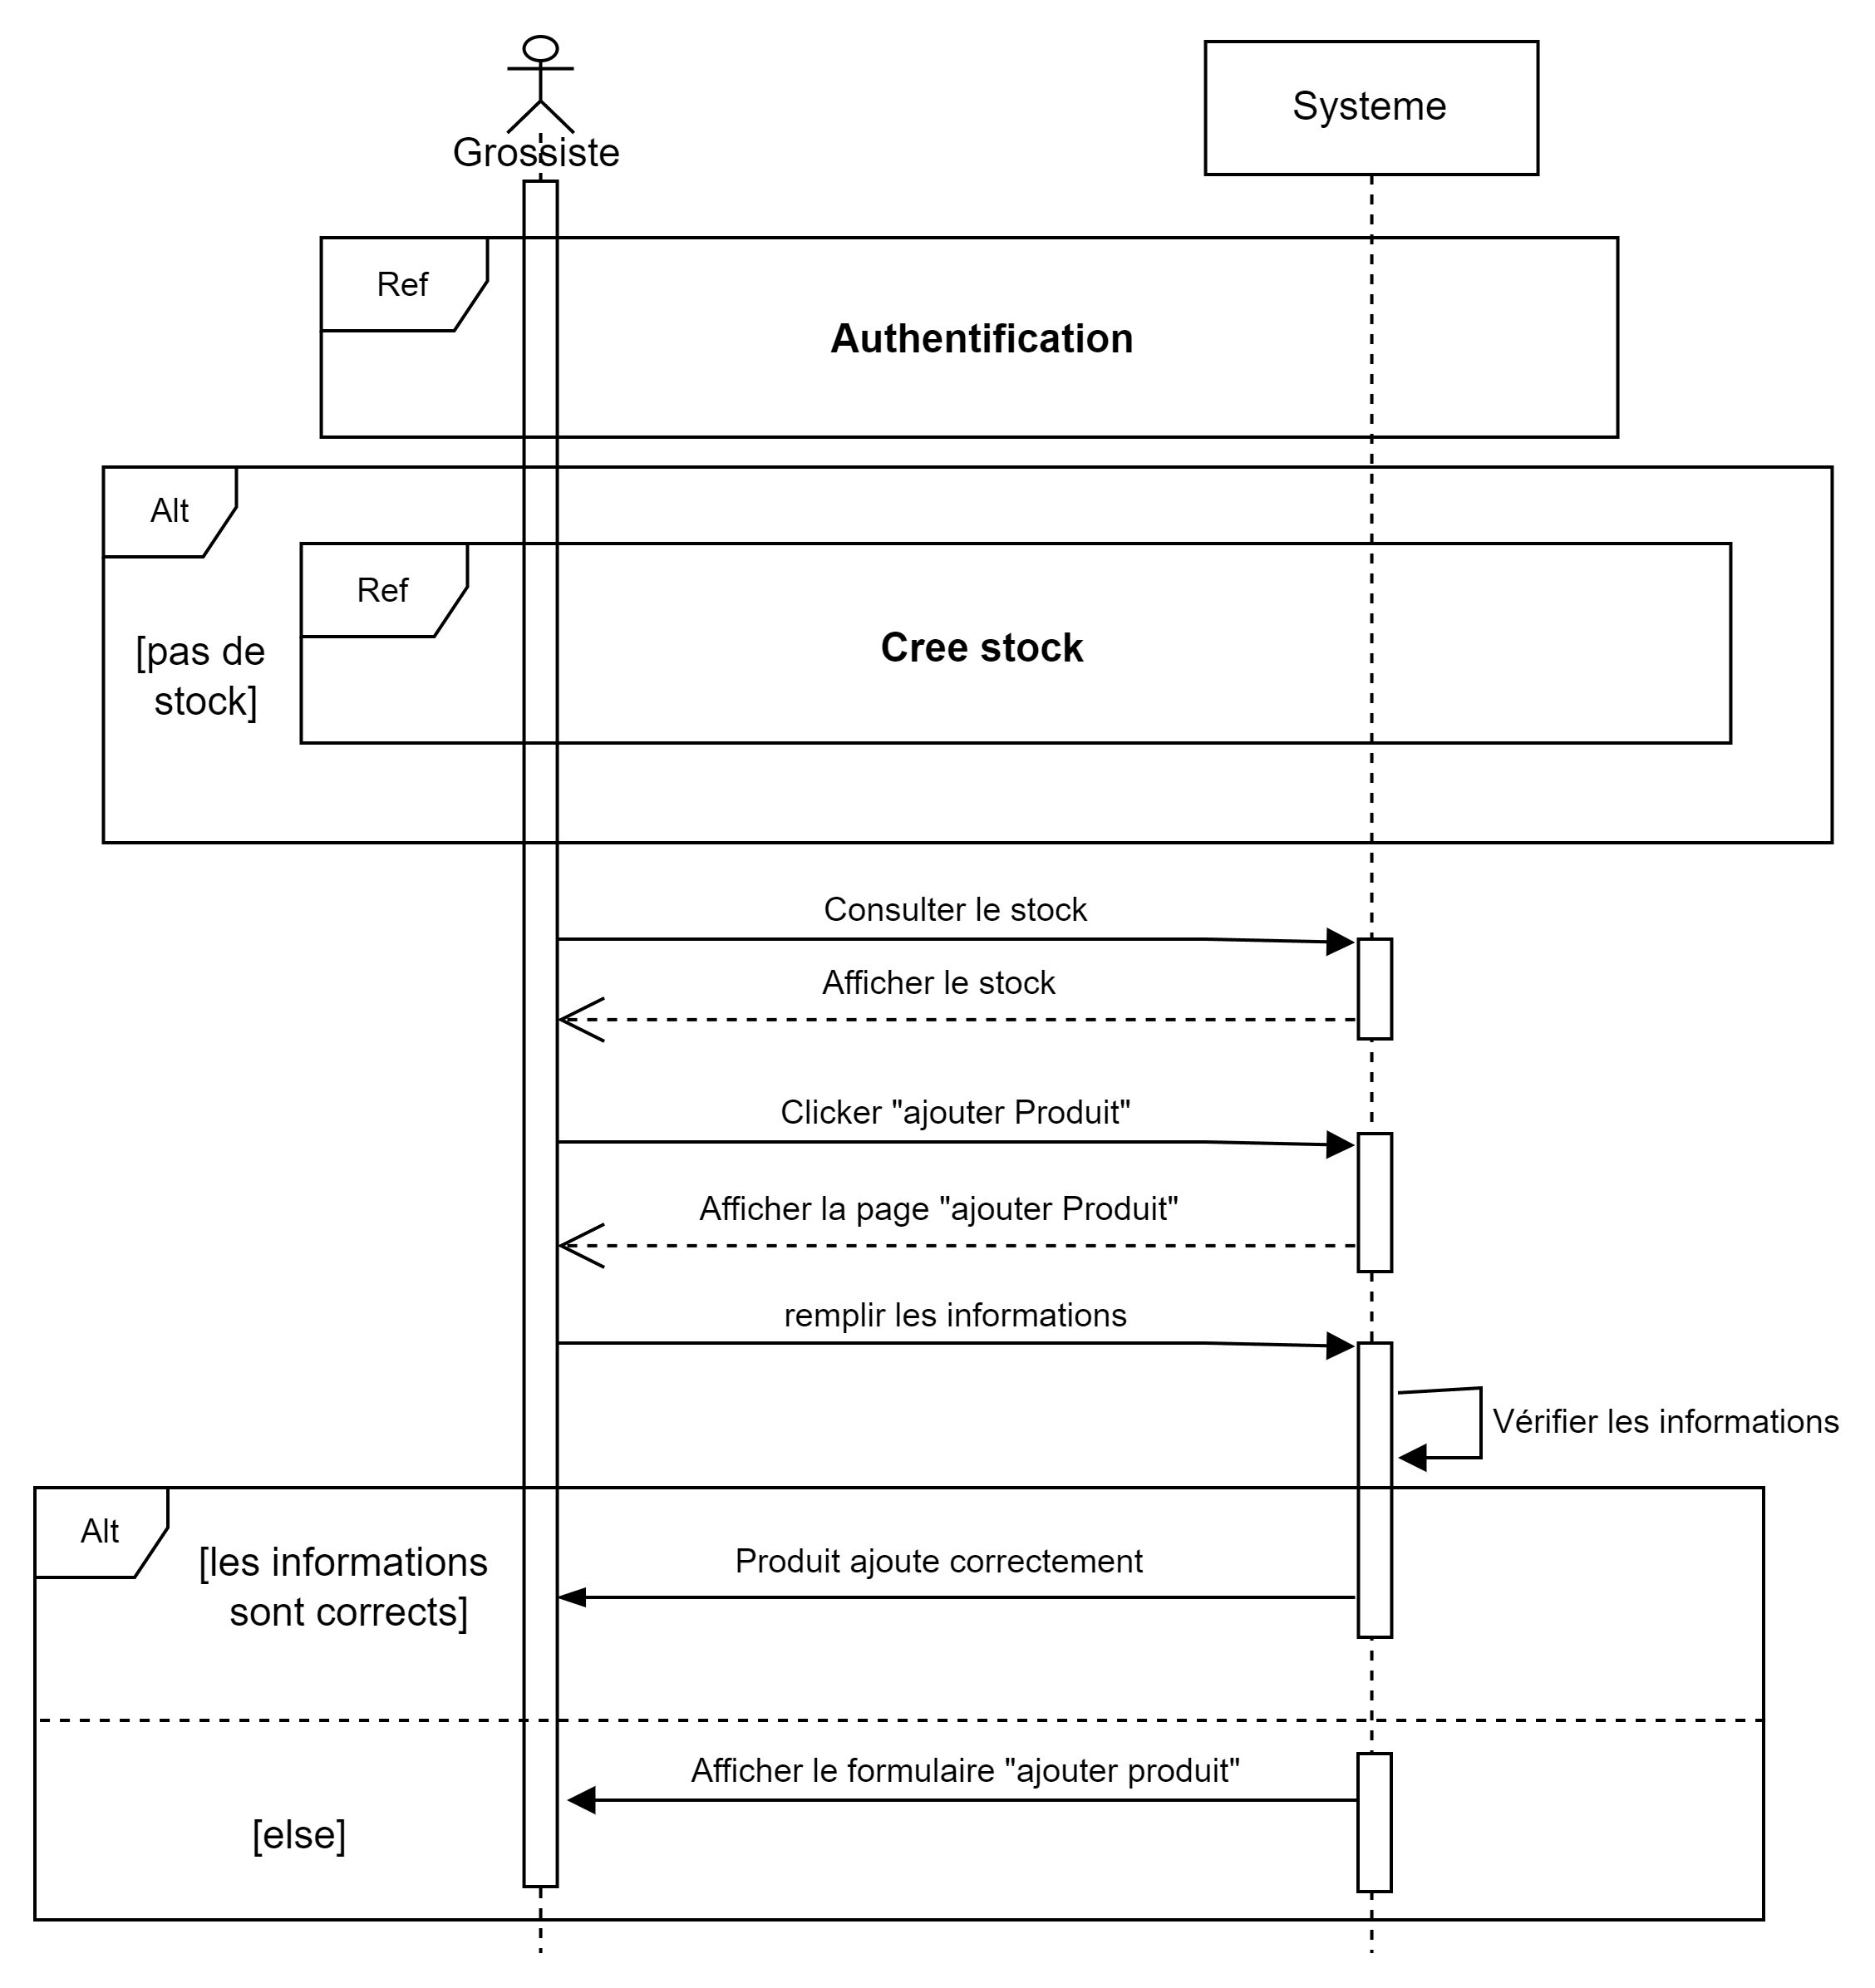 Grossiste
Systeme
Ref
Authentification
Alt
Ref
[pas de
stock]
Cree stock
Consulter le stock
Afficher le stock
Clicker "ajouter Produit"
Afficher la page "ajouter Produit"
remplir les informations
Vérifier les informations
Alt
[les informations
sont corrects]
Produit ajoute correctement
Afficher le formulaire "ajouter produit"
[else]